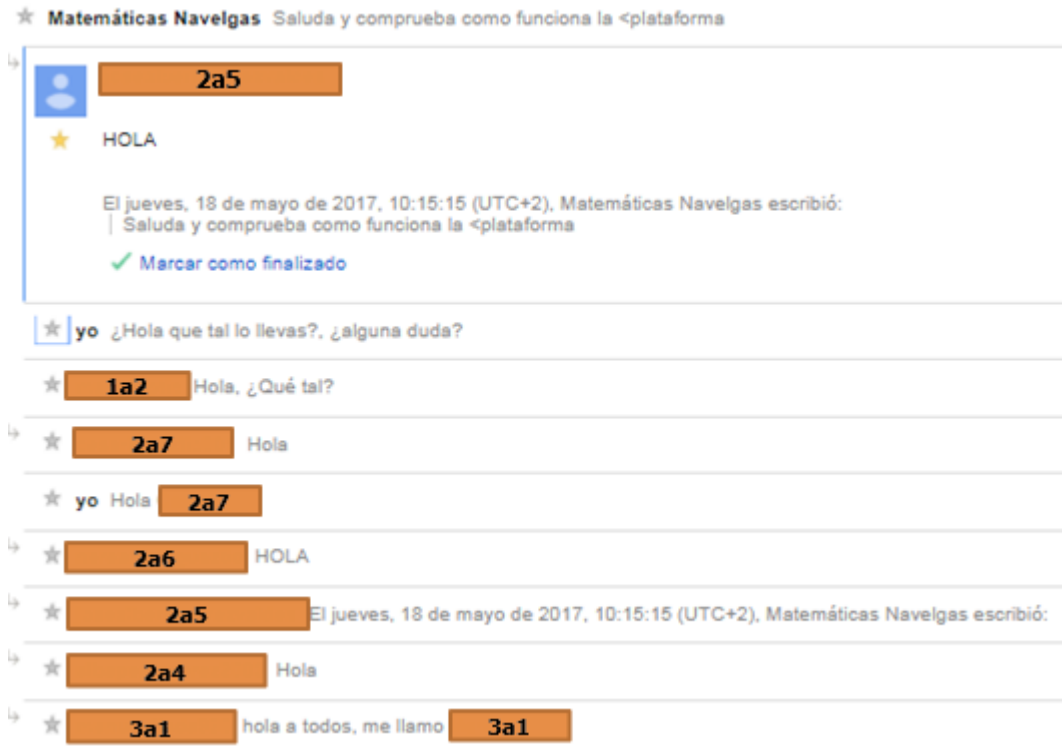 Matemáticas Navelgas Saluda y comprueba como funciona la <plataforma
2a5
HOLA
El jueves, 18 de mayo de 2017, 10:15:15 (UTC+2), Matemáticas Navelgas escribió:
Saluda y comprueba como funciona la <plataforma
Marcar como finalizado
yo ¿Hola que tal lo llevas?, ¿alguna duda?
1a2 Hola, ¿Qué tal?
2a7 Hola
yo Hola 2a7
2a6 HOLA
2a5 El jueves, 18 de mayo de 2017, 10:15:15 (UTC+2), Matemáticas Navelgas escribió:
2a4 Hola
3a1 hola a todos, me llamo 3a1